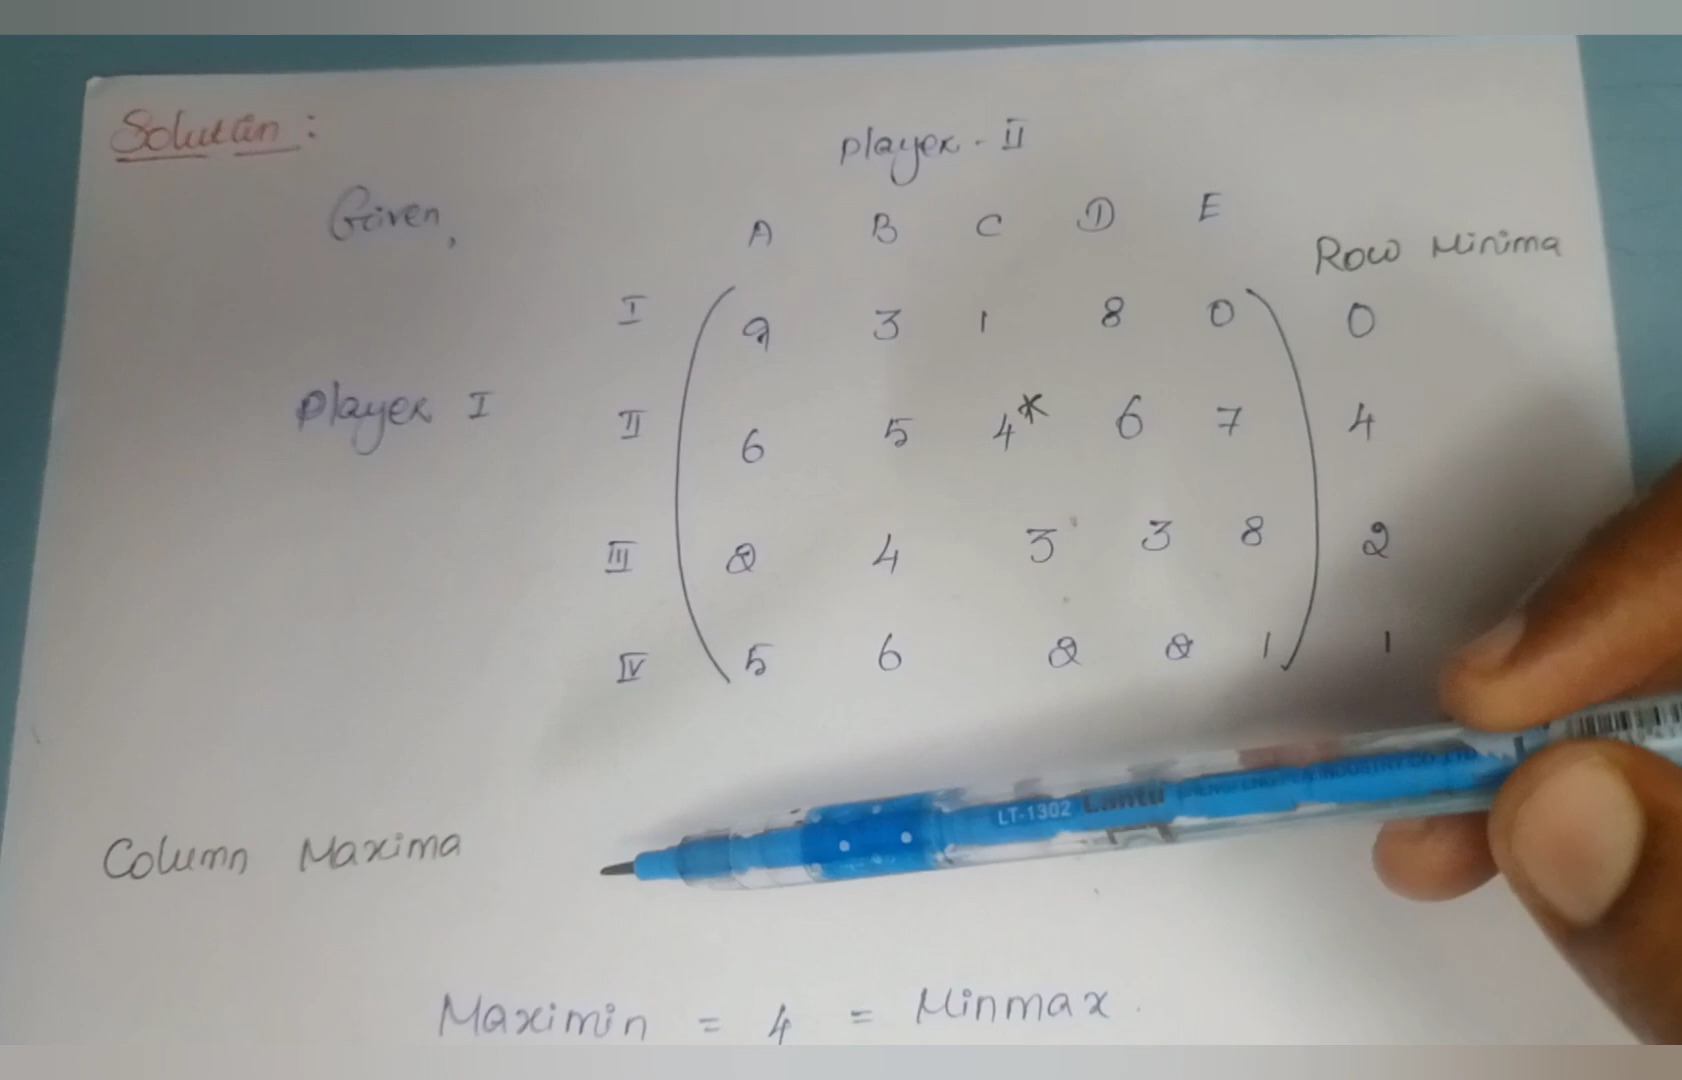 Solution :
Player - II
Given,
A B C D E Row Minima
I 9 3 1 8 0 0
Player I II 6 5 4* 6 7 4
III 2 4 3 3 8 2
IV 5 6 2 2 1 1
LT-1302
Column Maxima
Maximin = 4 = Minmax.